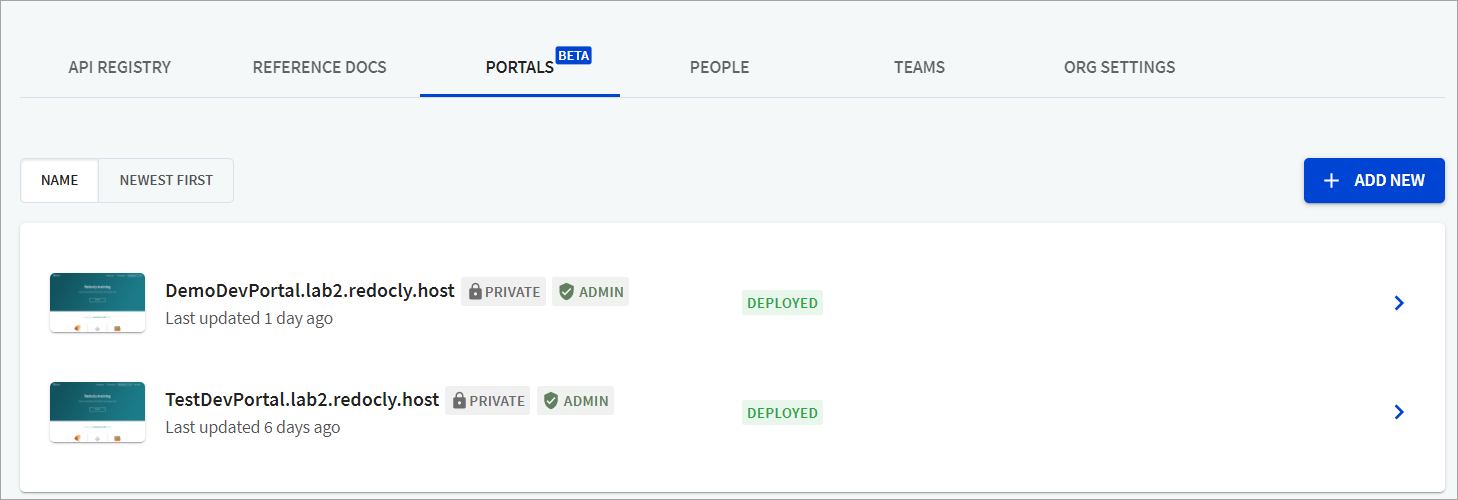 API REGISTRY REFERENCE DOCS PORTALS BETA PEOPLE TEAMS ORG SETTINGS
NAME NEWEST FIRST ADD NEW
DemoDevPortal.lab2.redocly.host PRIVATE ADMIN DEPLOYED
Last updated 1 day ago
TestDevPortal.lab2.redocly.host PRIVATE ADMIN DEPLOYED
Last updated 6 days ago